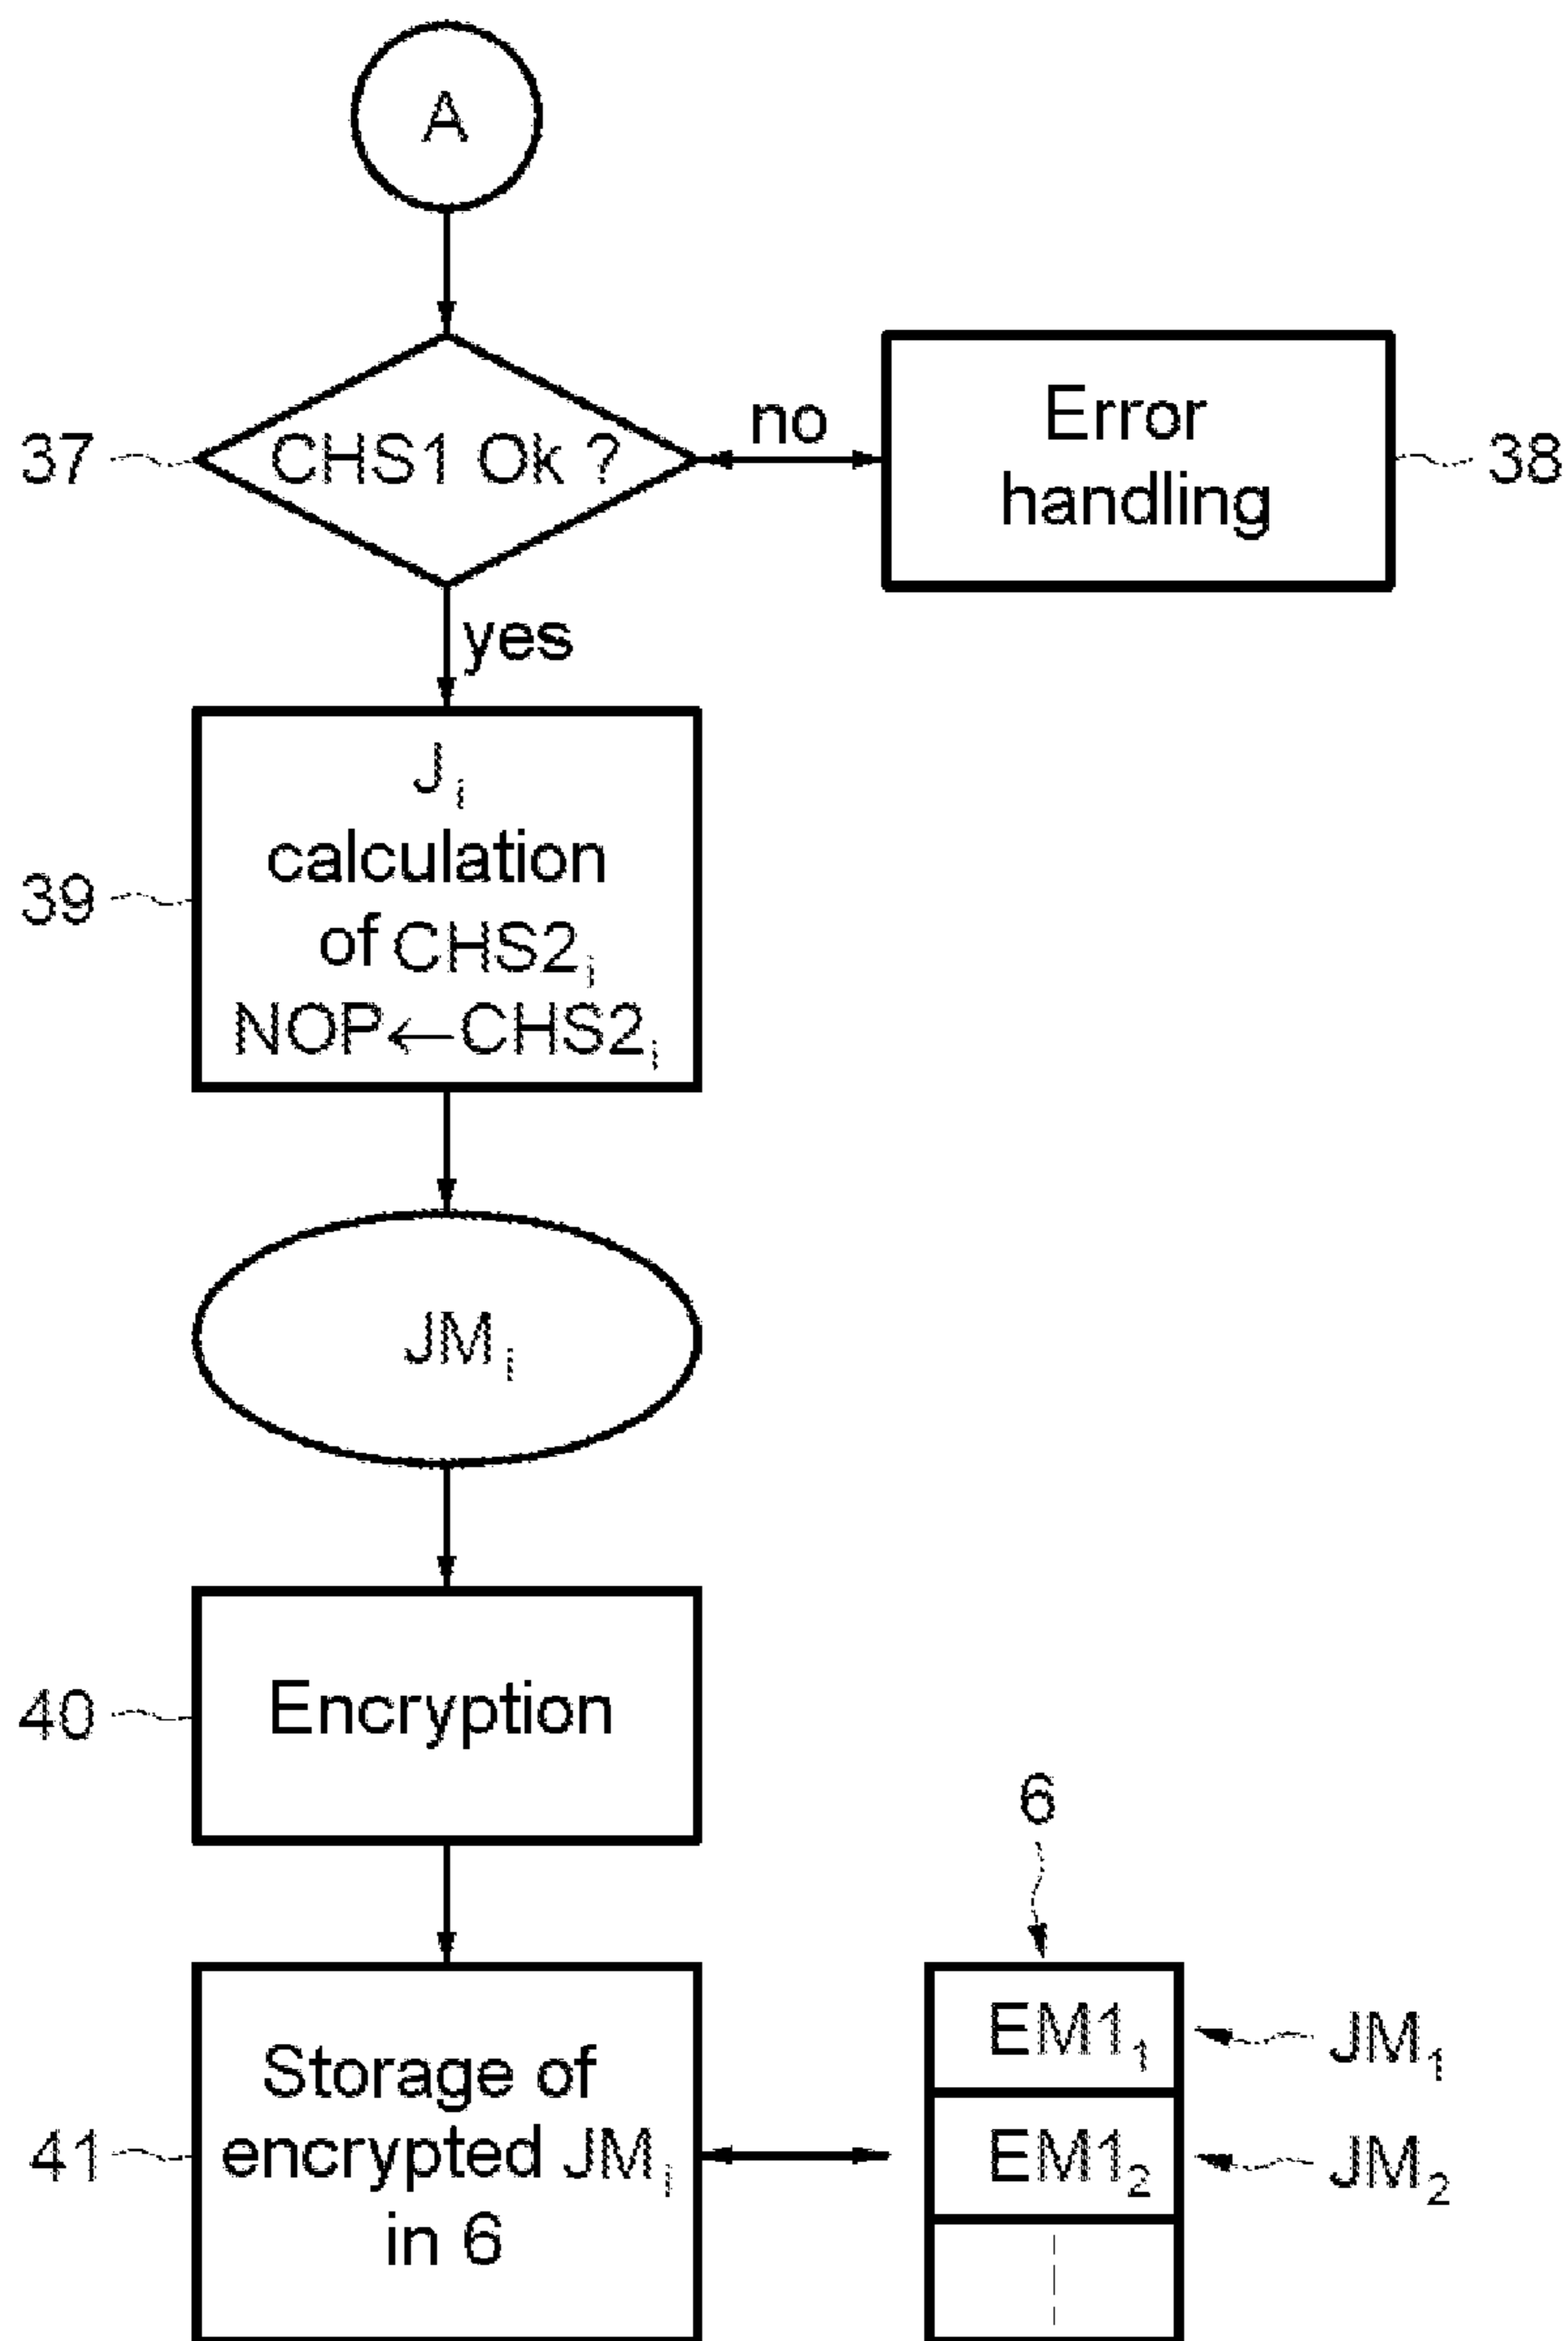 A
37
CHS1 Ok ?
no
Error
handling
38
yes
39
Jᵢ
calculation
of CHS2ᵢ
NOP←CHS2ᵢ
JMᵢ
40
Encryption
6
41
Storage of
encrypted JMᵢ
in 6
EM1₁
JM₁
EM1₂
JM₂